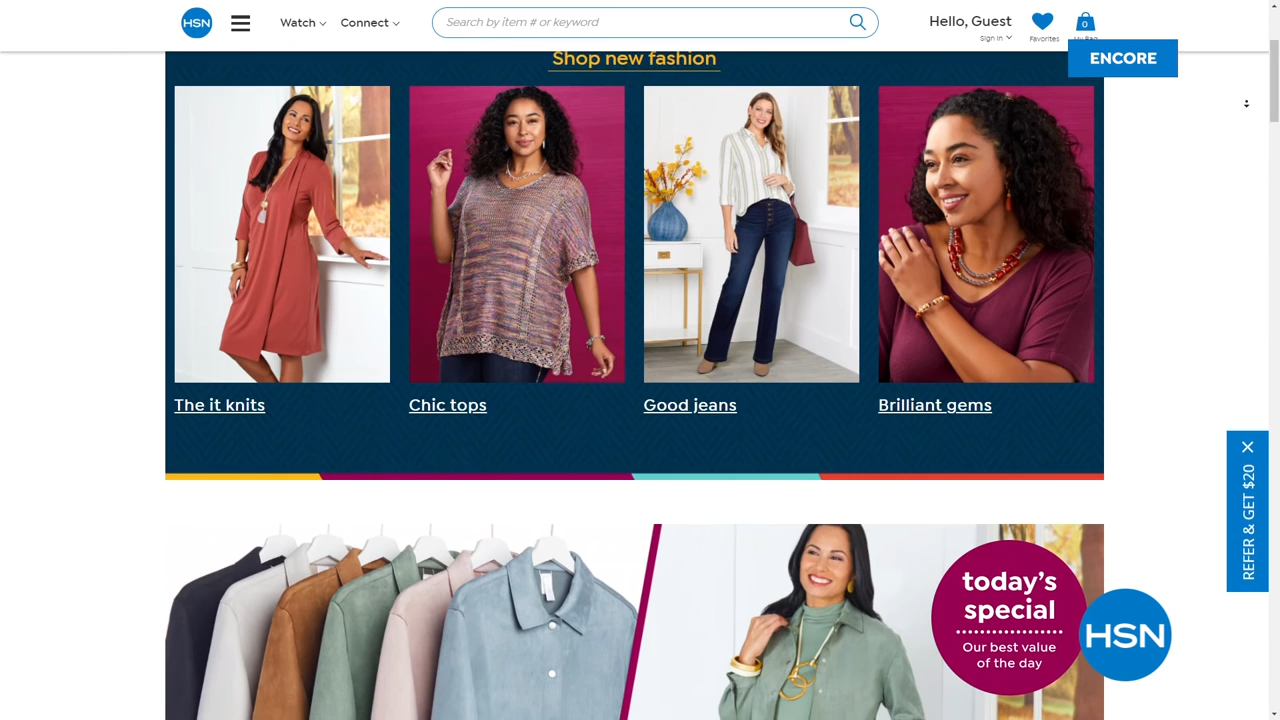 HSN
Watch
Connect
Search by item # or keyword
Hello, Guest
Sign In
Favorites
0
My Bag
ENCORE
Shop new fashion
The it knits
Chic tops
Good jeans
Brilliant gems
REFER & GET $20
today's
special
Our best value
of the day
HSN